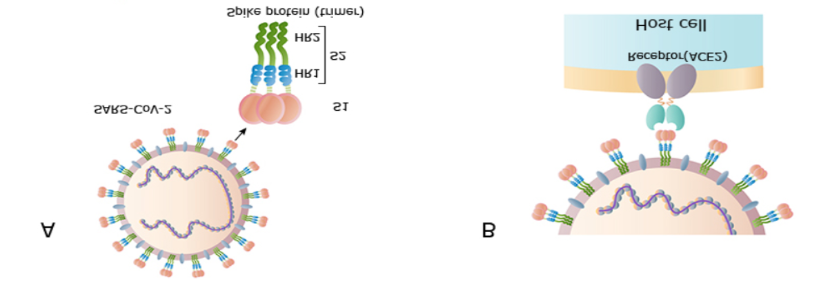 Spike protein (trimer)
HR2
S2
HR1
S1
SARS-CoV-2
A
Host cell
Receptor(ACE2)
B